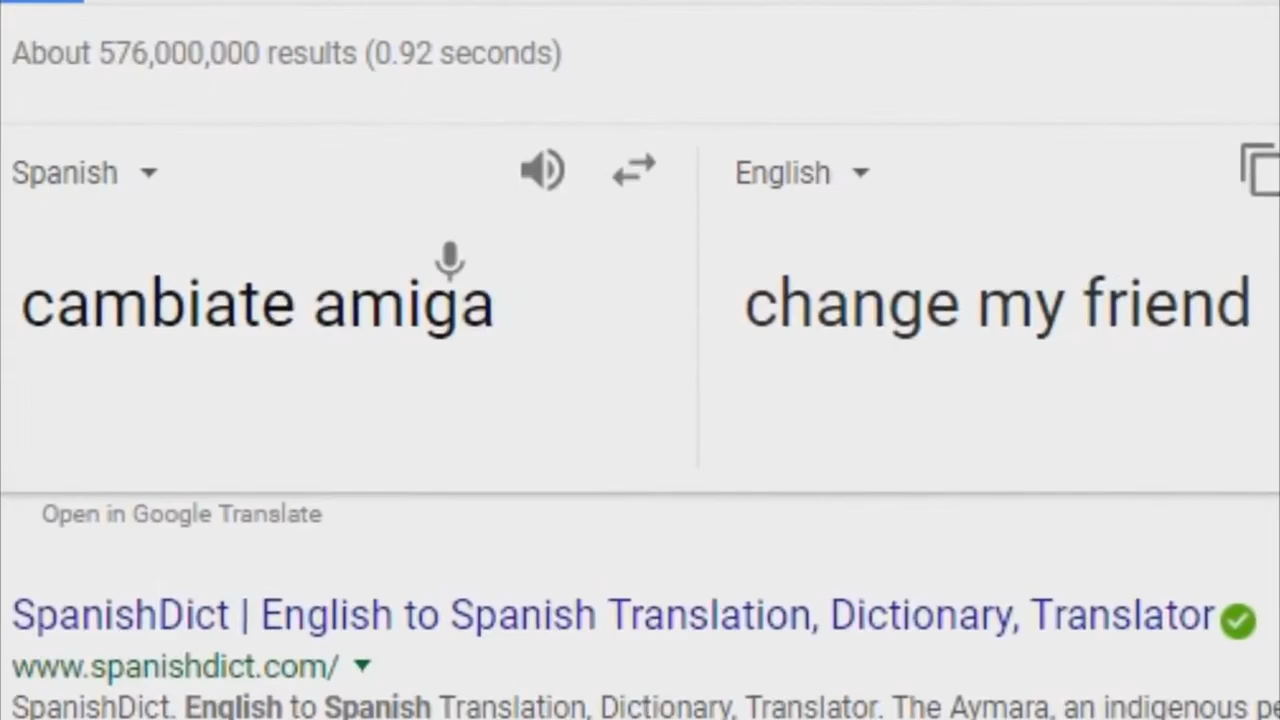 About 576,000,000 results (0.92 seconds)
Spanish
English
cambiate amiga
change my friend
Open in Google Translate
SpanishDict | English to Spanish Translation, Dictionary, Translator
www.spanishdict.com/
SpanishDict. English to Spanish Translation, Dictionary, Translator. The Aymara, an indigenous